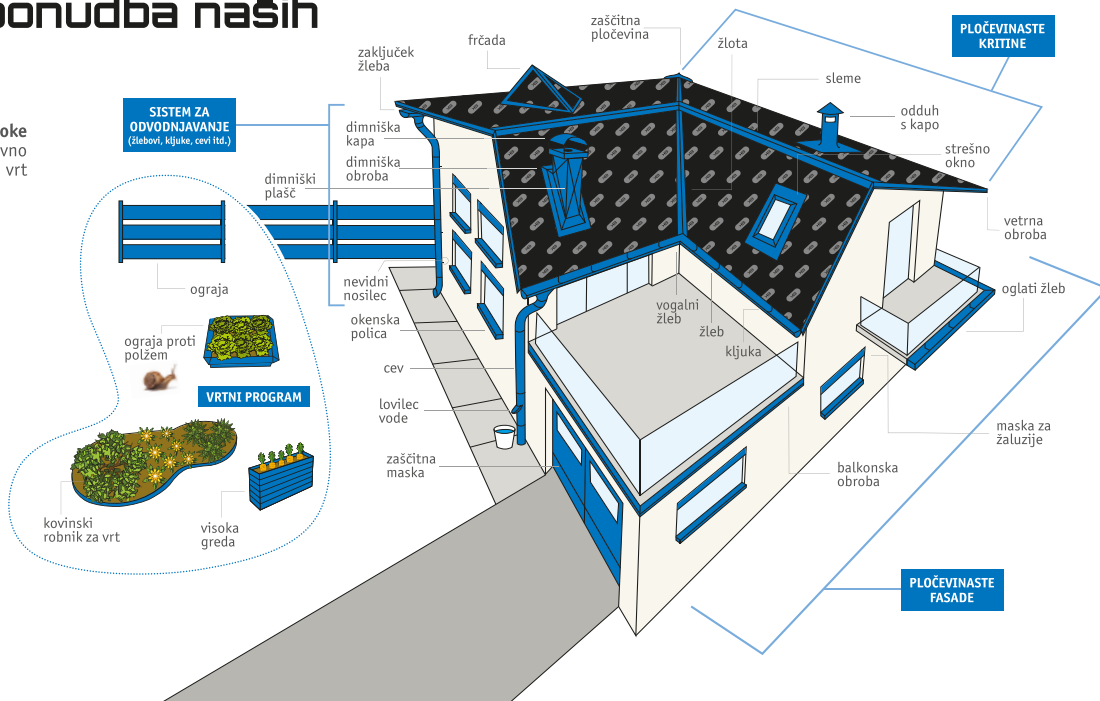 ponudba naših
oke
vno
vrt
SISTEM ZA
ODVODNJAVANJE
(žlebovi, kljuke, cevi itd.)
zaključek
žleba
frčada
zaščitna
pločevina
žlota
sleme
PLOČEVINASTE
KRITINE
odduh
s kapo
strešno
okno
vetrna
obroba
oglati žleb
dimniška
kapa
dimniška
obroba
dimniški
plašč
nevidni
nosilec
okenska
polica
cev
lovilec
vode
zaščitna
maska
vogalni
žleb
žleb
kljuka
maska za
žaluzije
balkonska
obroba
PLOČEVINASTE
FASADE
ograja
ograja proti
polžem
VRTNI PROGRAM
kovinski
robnik za vrt
visoka
greda